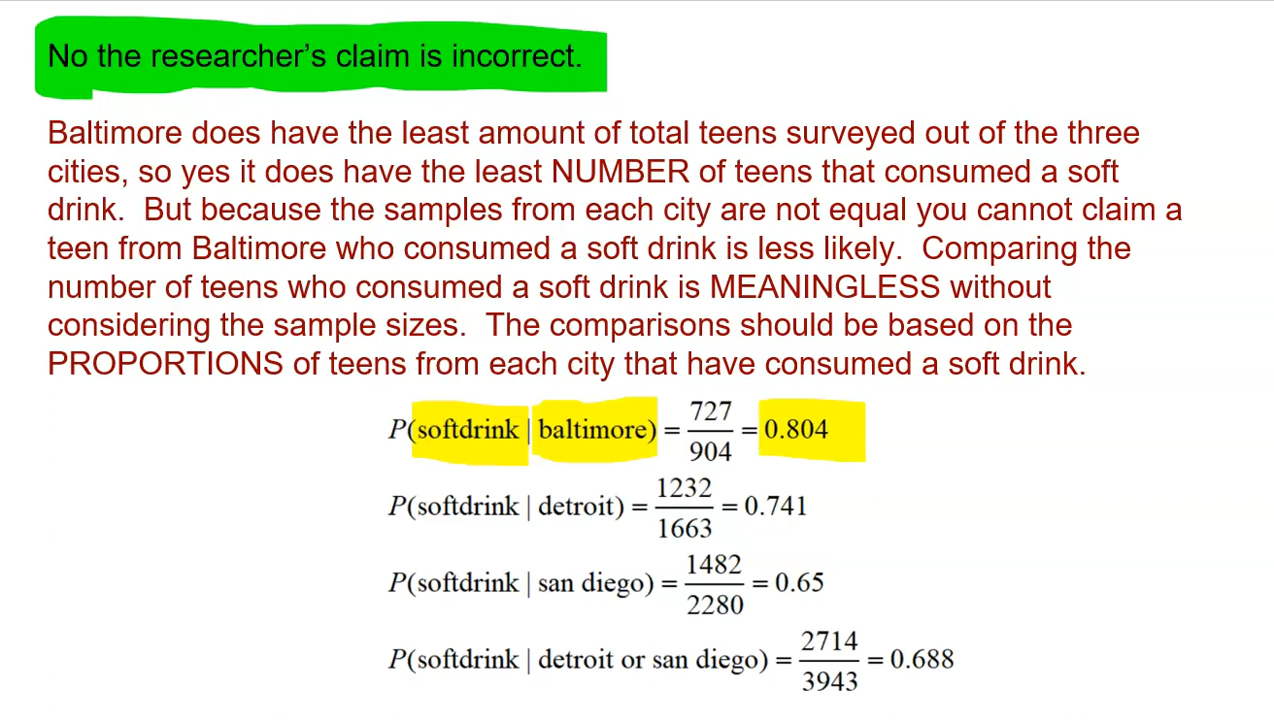 No the researcher's claim is incorrect.
Baltimore does have the least amount of total teens surveyed out of the three
cities, so yes it does have the least NUMBER of teens that consumed a soft
drink.  But because the samples from each city are not equal you cannot claim a
teen from Baltimore who consumed a soft drink is less likely.  Comparing the
number of teens who consumed a soft drink is MEANINGLESS without
considering the sample sizes.  The comparisons should be based on the
PROPORTIONS of teens from each city that have consumed a soft drink.
P(softdrink | baltimore) = 727/904 = 0.804
P(softdrink | detroit) = 1232/1663 = 0.741
P(softdrink | san diego) = 1482/2280 = 0.65
P(softdrink | detroit or san diego) = 2714/3943 = 0.688